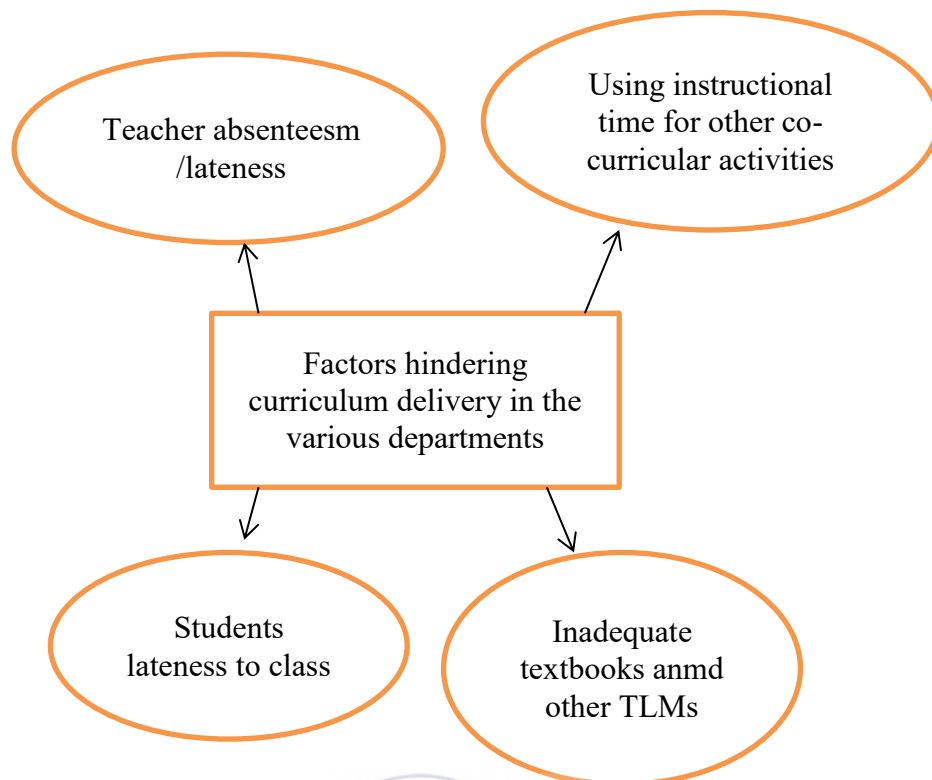 Teacher absenteesm
/lateness
Using instructional
time for other co-
curricular activities
Factors hindering
curriculum delivery in the
various departments
Students
lateness to class
Inadequate
textbooks anmd
other TLMs